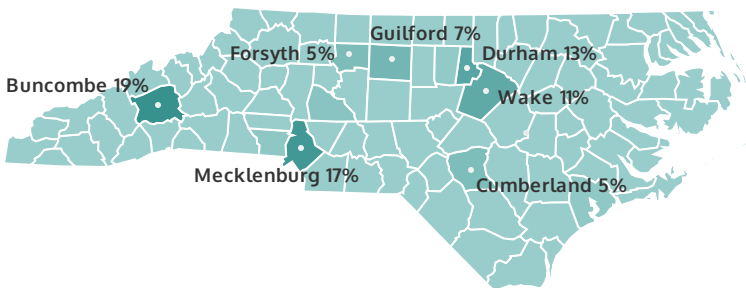 Guilford 7%
Forsyth 5%
Durham 13%
Buncombe 19%
Wake 11%
Mecklenburg 17%
Cumberland 5%